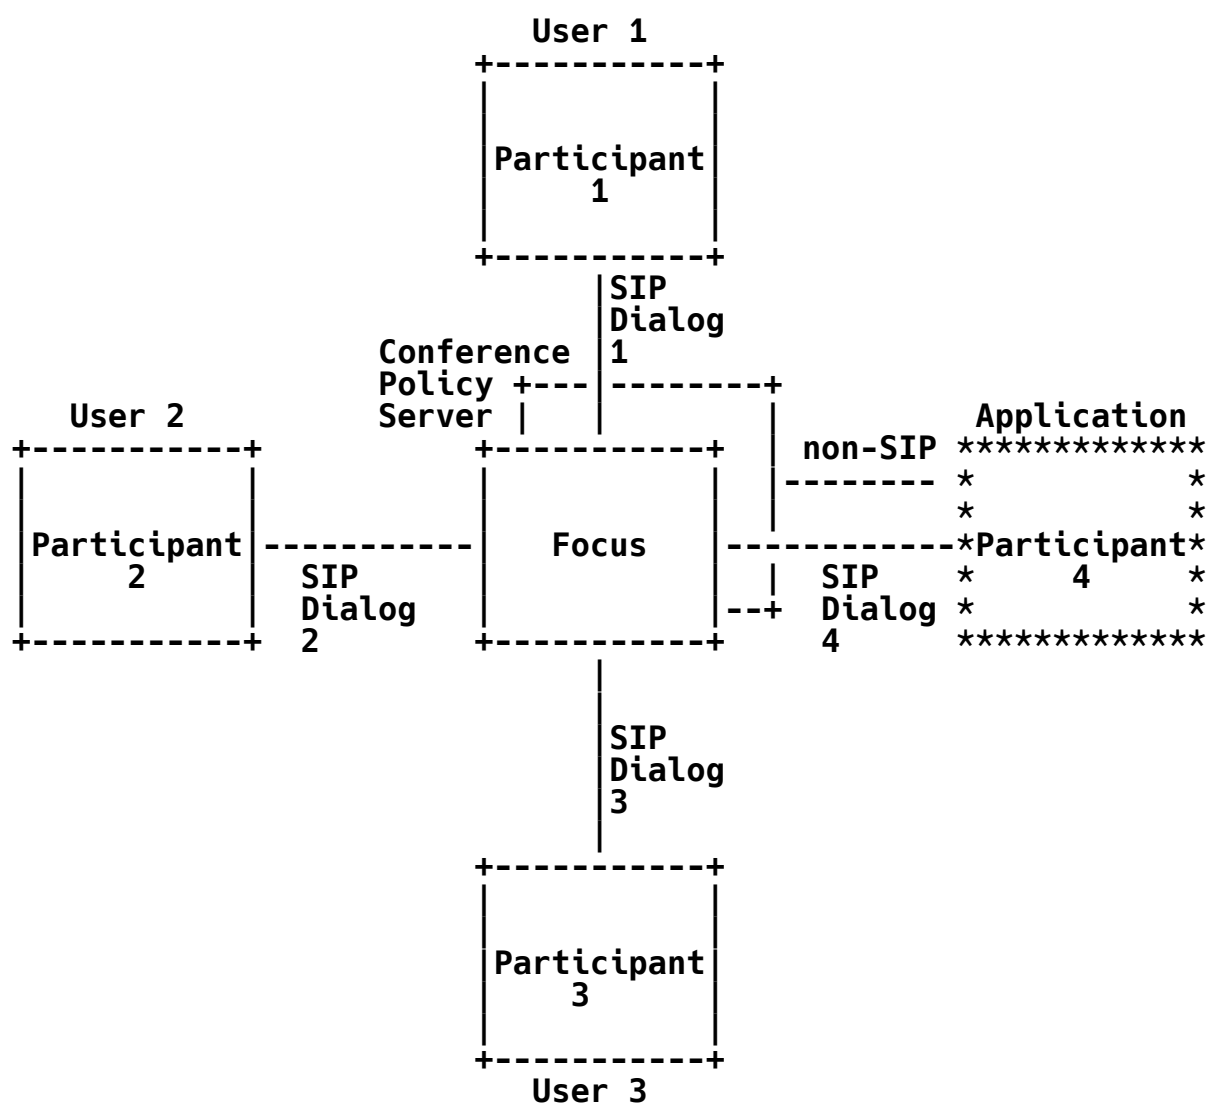 User 1
Participant
1
SIP
Dialog
1
Conference
Policy
Server
User 2
Application
non-SIP
Participant
2
Focus
Participant
4
SIP
Dialog
2
SIP
Dialog
4
SIP
Dialog
3
Participant
3
User 3